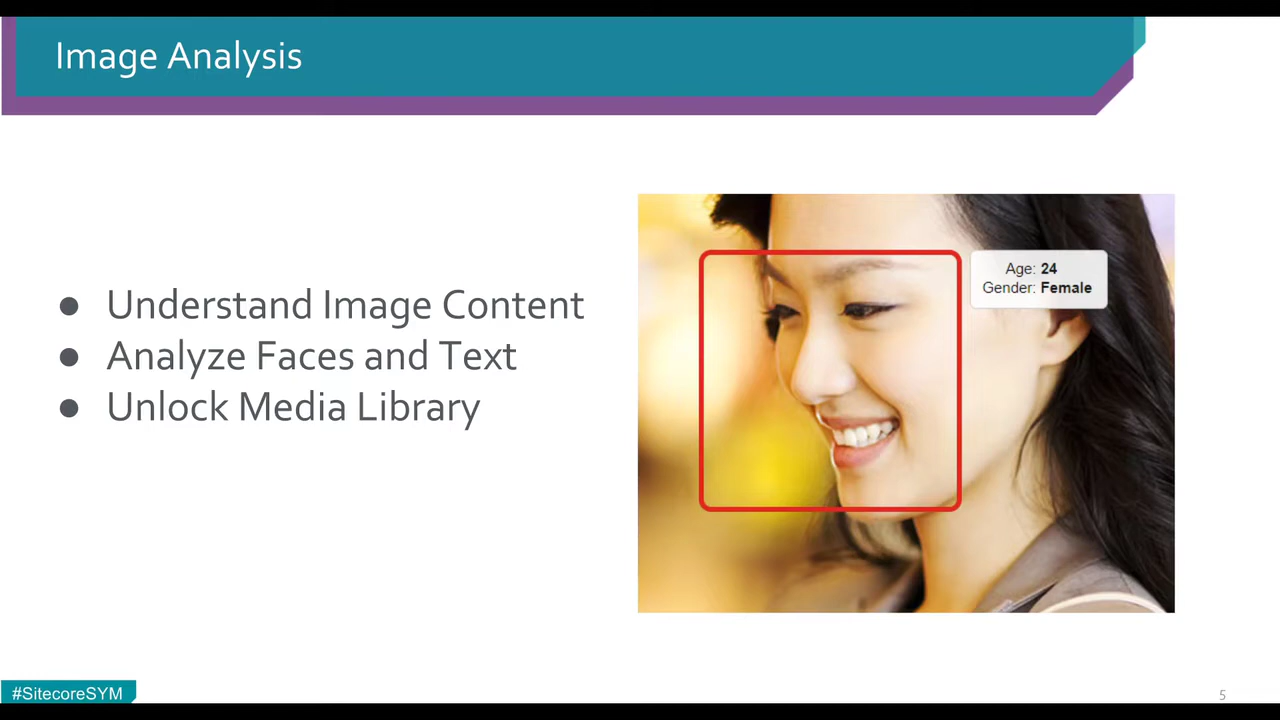 Image Analysis
● Understand Image Content
● Analyze Faces and Text
● Unlock Media Library
Age: 24
Gender: Female
#SitecoreSYM
5